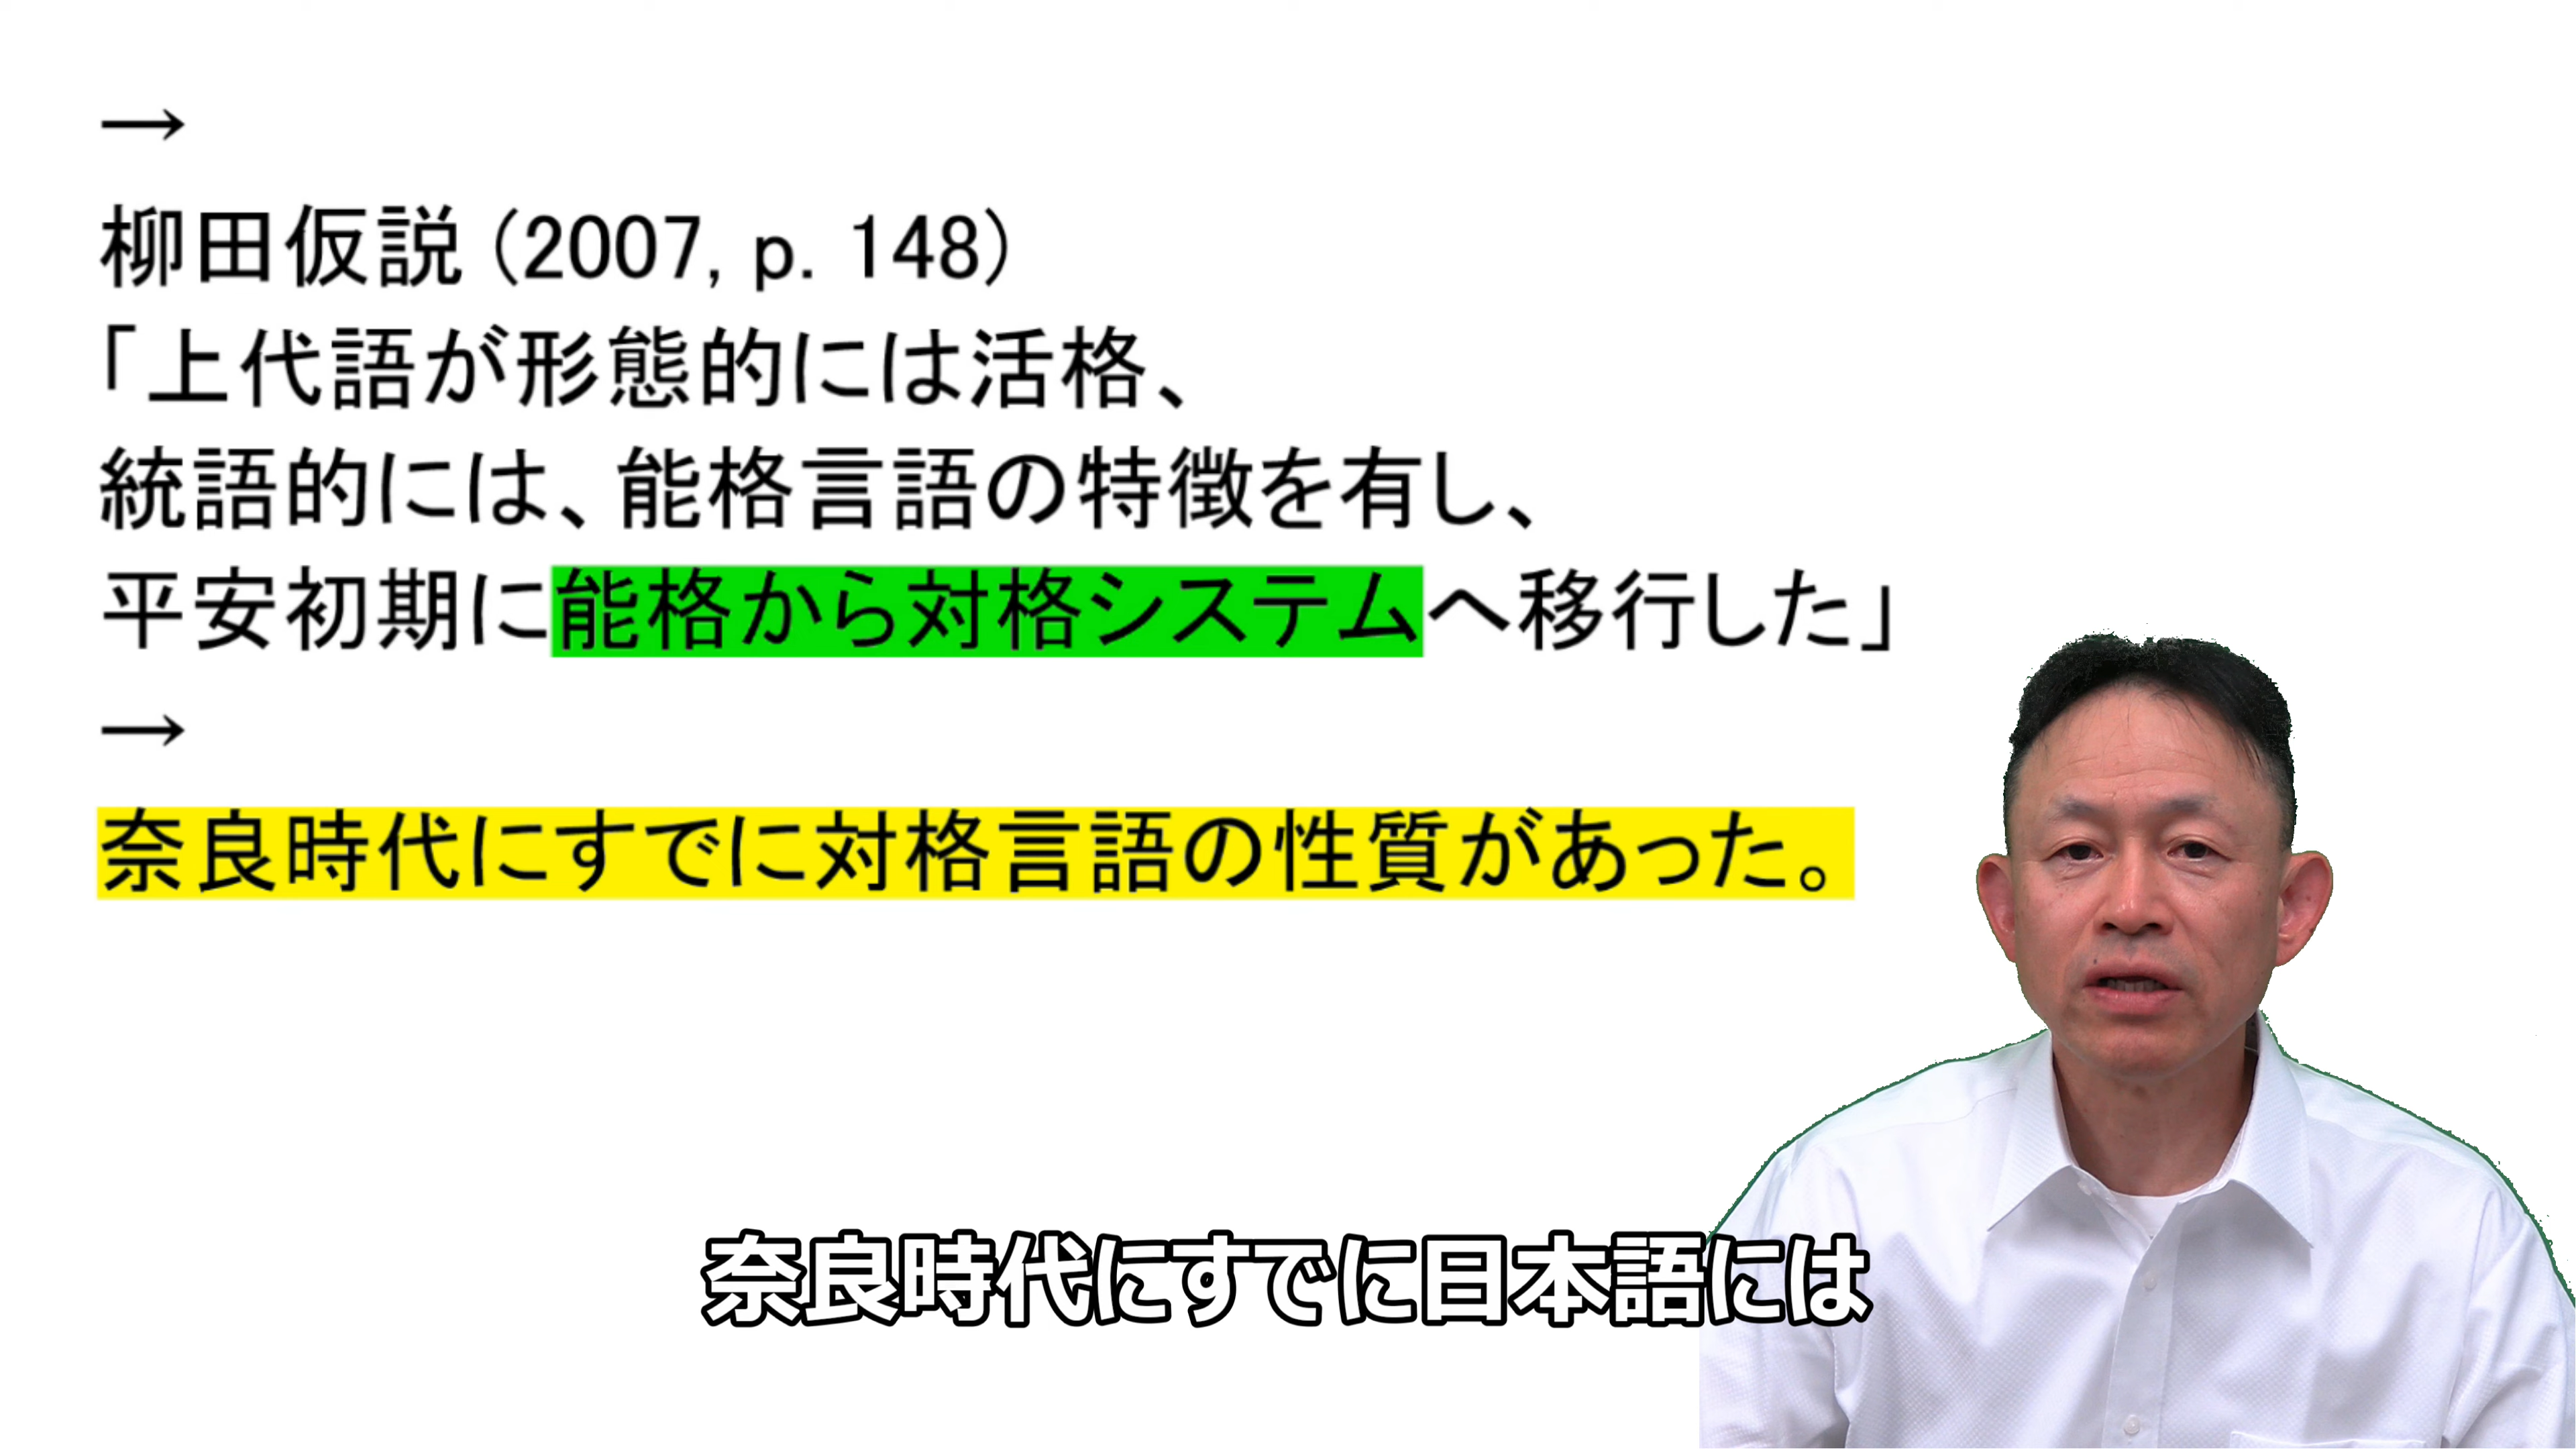 →
柳田仮説 (2007, p. 148)
「上代語が形態的には活格、
統語的には、能格言語の特徴を有し、
平安初期に能格から対格システムへ移行した」
→
奈良時代にすでに対格言語の性質があった。
奈良時代にすでに日本語には